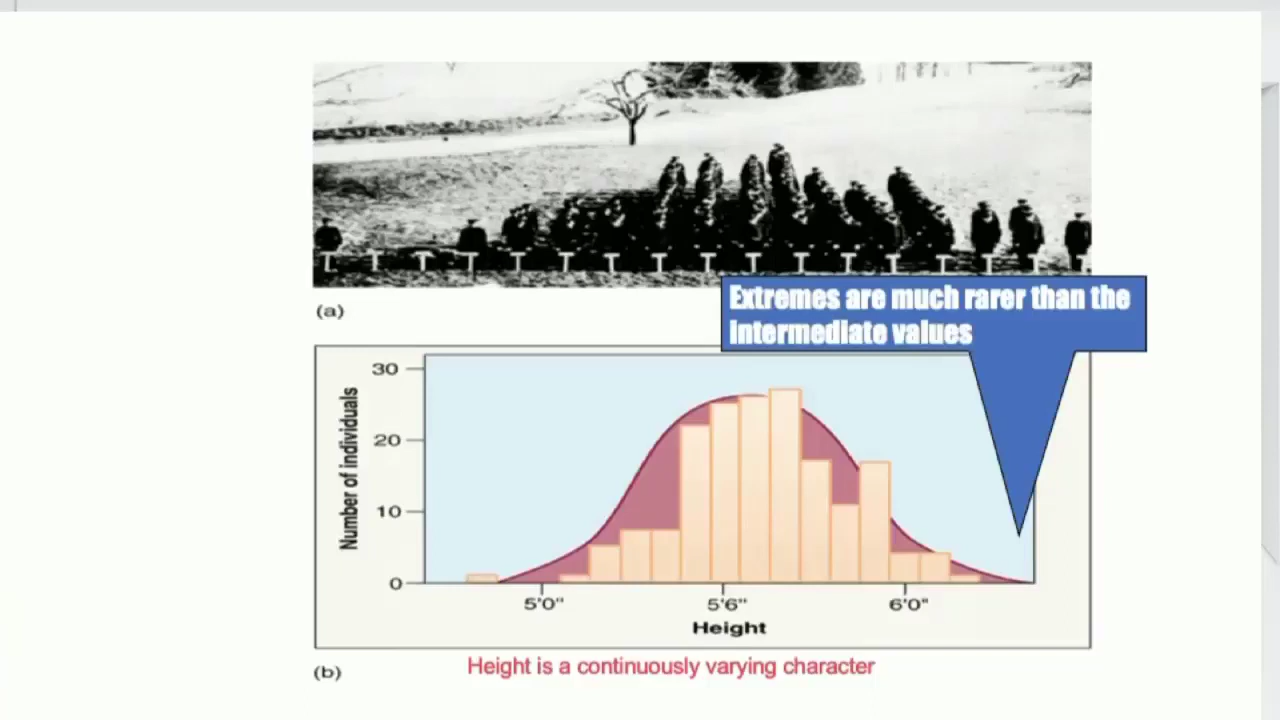 (a)
Extremes are much rarer than the
intermediate values
30
20
10
0
Number of individuals
5'0"
5'6"
6'0"
Height
(b)
Height is a continuously varying character